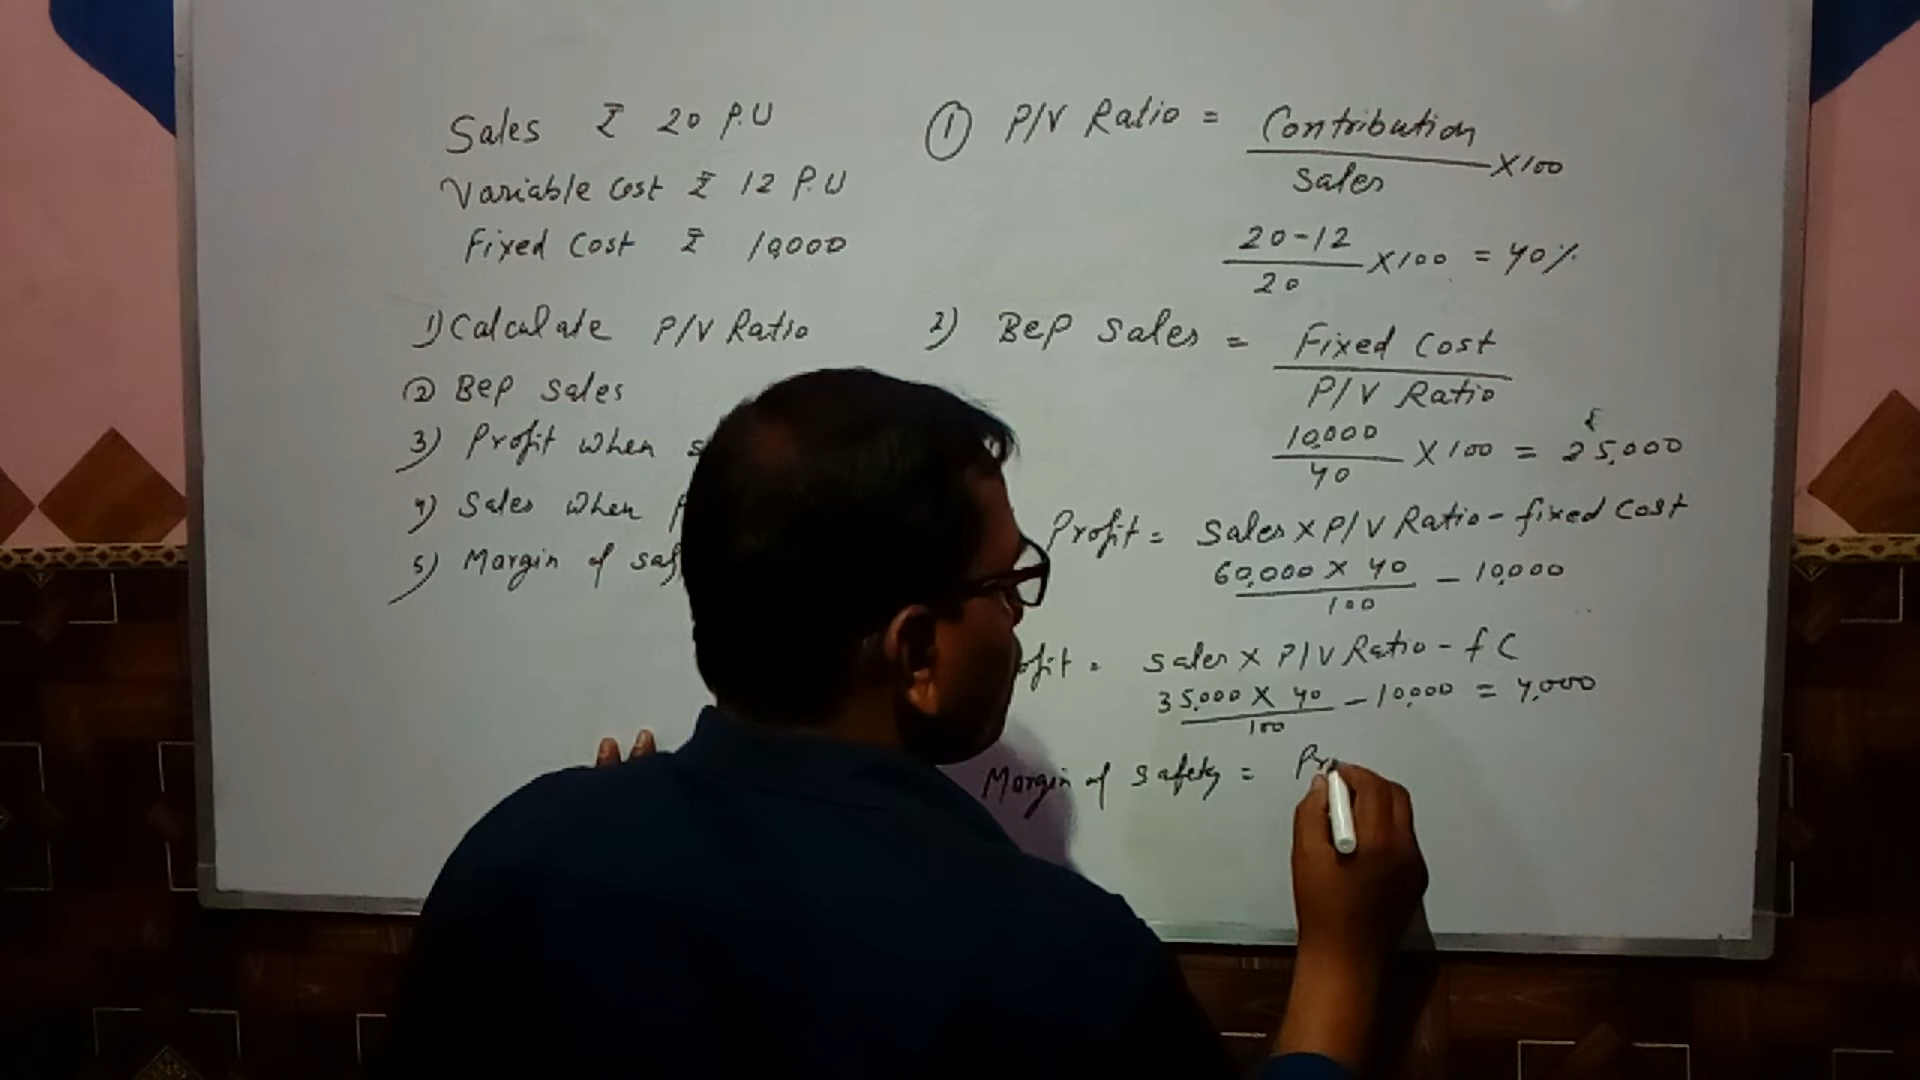 Sales ₹ 20 P.U
Variable Cost ₹ 12 P.U
Fixed Cost ₹ 10,000
1) Calculate P/V Ratio
② BeP Sales
3) Profit when s
4) Sales when P
5) Margin of saf
① P/V Ratio = Contribution
Sales ×100
20-12
20 ×100 = 40%
2) BeP Sales = Fixed Cost
P/V Ratio
10,000
40 × 100 = 25,000
Profit = Sales × P/V Ratio - fixed Cost
60,000 × 40 - 10,000
100
ofit = Sales × P/V Ratio - f C
35,000 × 40 - 10,000 = 4,000
100
Margin of Safety = Pr